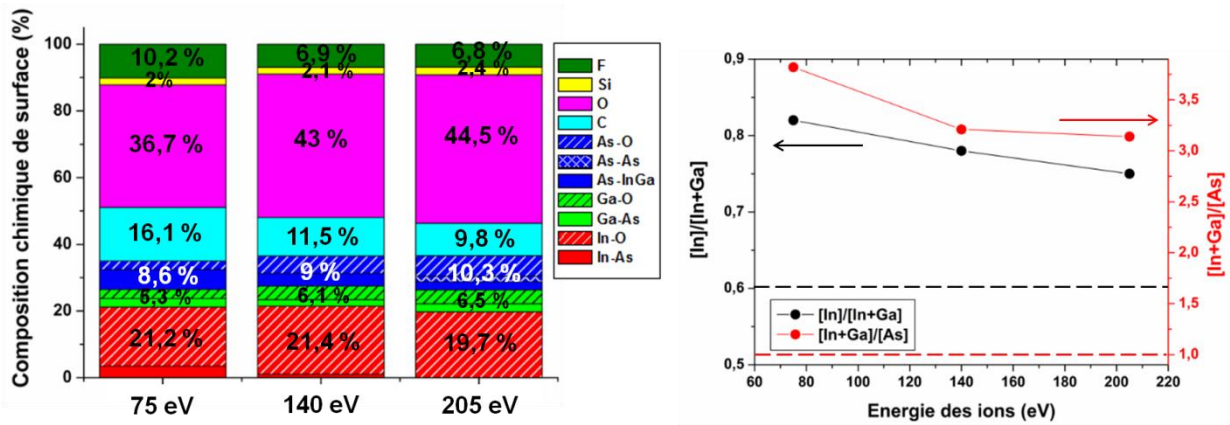 Composition chimique de surface (%)
100
80
60
40
20
0
10,2 %
2%
36,7 %
16,1 %
8,6 %
6,3 %
21,2 %
75 eV
6,9 %
2,1 %
43 %
11,5 %
9 %
6,1 %
21,4 %
140 eV
6,8 %
2,4 %
44,5 %
9,8 %
10,3 %
6,5 %
19,7 %
205 eV
F
Si
O
C
As-O
As-As
As-InGa
Ga-O
Ga-As
In-O
In-As
[In]/[In+Ga]
0,9
0,8
0,7
0,6
0,5
[In]/[In+Ga]
[In+Ga]/[As]
60 80 100 120 140 160 180 200 220
Energie des ions (eV)
3,5
3,0
2,5
2,0
1,5
1,0
[In+Ga]/[As]